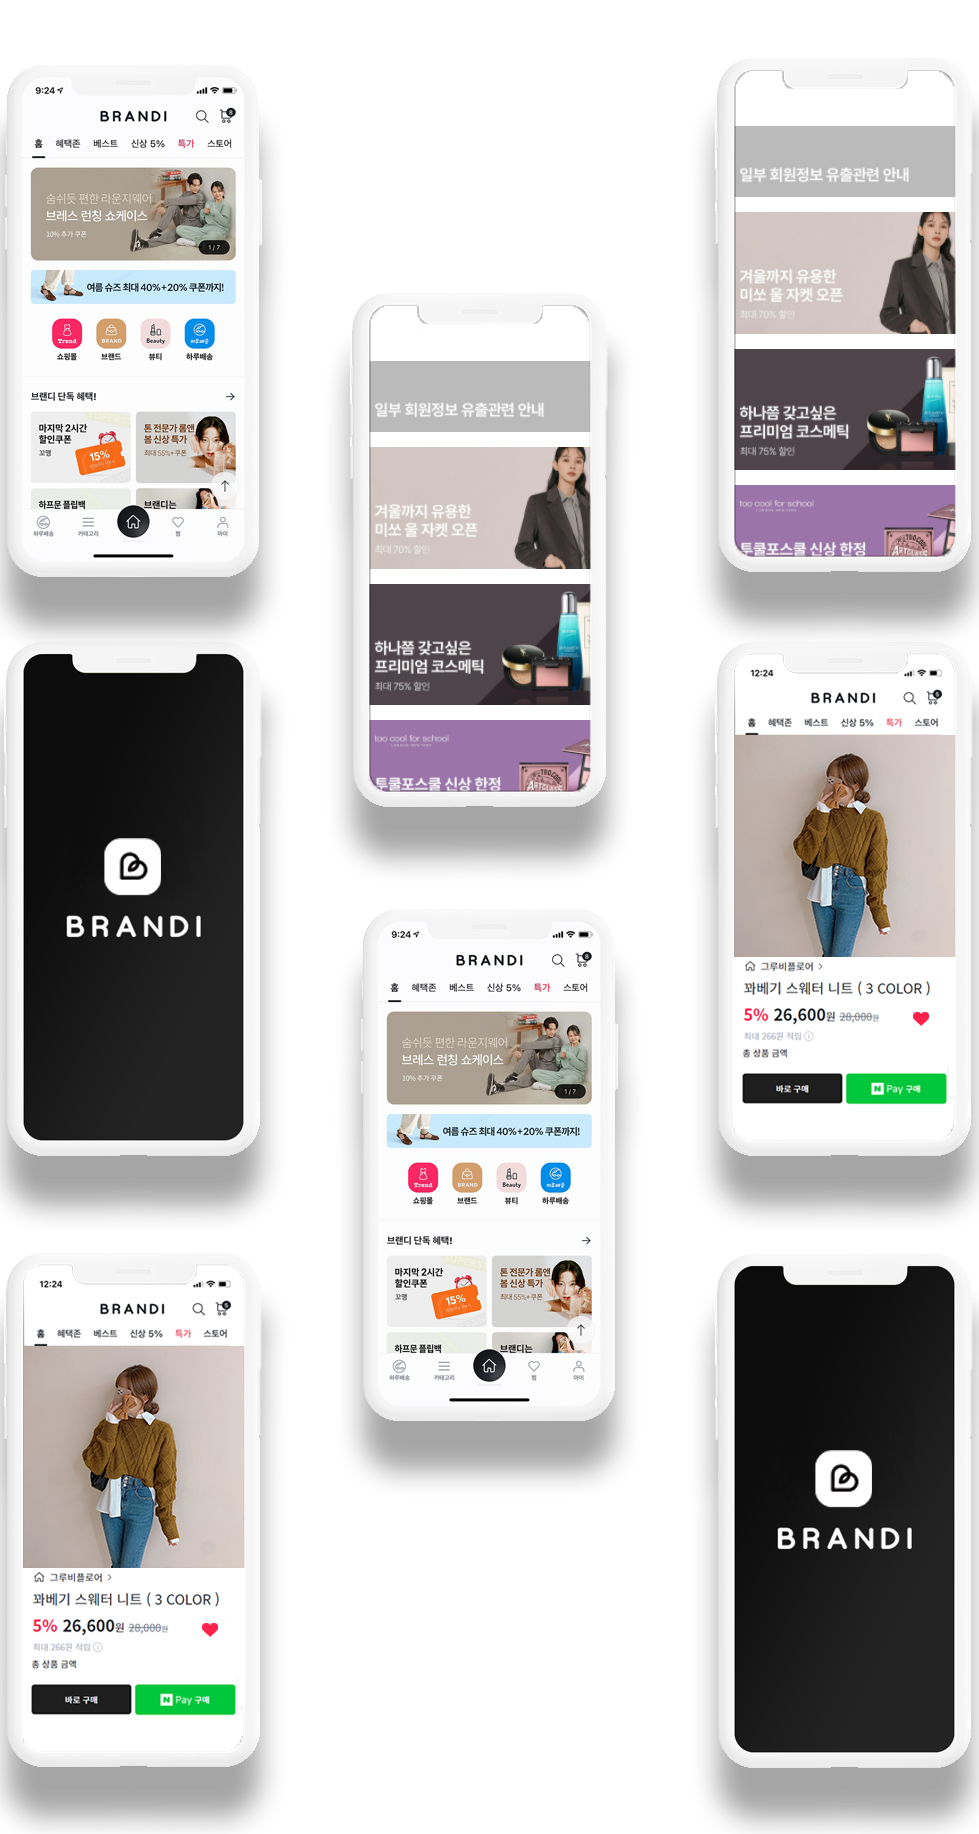 9:24
BRANDI
8
홈 혜택존 베스트 신상 5% 특가 스토어
숨쉬듯 편한 라운지웨어
브레스 런칭 쇼케이스
10% 추가 쿠폰
1 / 7
여름 슈즈 최대 40%+20% 쿠폰까지!
Trend BRAND Beauty
쇼핑몰 브랜드 뷰티 하루배송
브랜디 단독 혜택!
마지막 2시간
할인쿠폰
꼬맹
15%
톤 전문가 롬앤
봄 신상 특가
최대 55%+쿠폰
하프문 플립백
브랜디는
하루배송 카테고리 찜 마이
일부 회원정보 유출관련 안내
겨울까지 유용한
미쏘 울 자켓 오픈
최대 70% 할인
하나쯤 갖고싶은
프리미엄 코스메틱
최대 75% 할인
too cool for school
투쿨포스쿨 신상 한정
TOO COOL
ARTCLASS
일부 회원정보 유출관련 안내
겨울까지 유용한
미쏘 울 자켓 오픈
최대 70% 할인
하나쯤 갖고싶은
프리미엄 코스메틱
최대 75% 할인
too cool for school
투쿨포스쿨 신상 한정
BRANDI
12:24
BRANDI
홈 혜택존 베스트 신상 5% 특가 스토어
그루비플로어 >
꽈베기 스웨터 니트 ( 3 COLOR )
5% 26,600원 28,000원
최대 266원 적립
총 상품 금액
바로 구매
N Pay 구매
9:24
BRANDI
8
홈 혜택존 베스트 신상 5% 특가 스토어
숨쉬듯 편한 라운지웨어
브레스 런칭 쇼케이스
10% 추가 쿠폰
1 / 7
여름 슈즈 최대 40%+20% 쿠폰까지!
Trend BRAND Beauty
쇼핑몰 브랜드 뷰티 하루배송
브랜디 단독 혜택!
마지막 2시간
할인쿠폰
꼬맹
15%
톤 전문가 롬앤
봄 신상 특가
최대 55%+쿠폰
하프문 플립백
브랜디는
하루배송 카테고리 찜 마이
12:24
BRANDI
홈 혜택존 베스트 신상 5% 특가 스토어
그루비플로어 >
꽈베기 스웨터 니트 ( 3 COLOR )
5% 26,600원 28,000원
최대 266원 적립
총 상품 금액
바로 구매
N Pay 구매
BRANDI